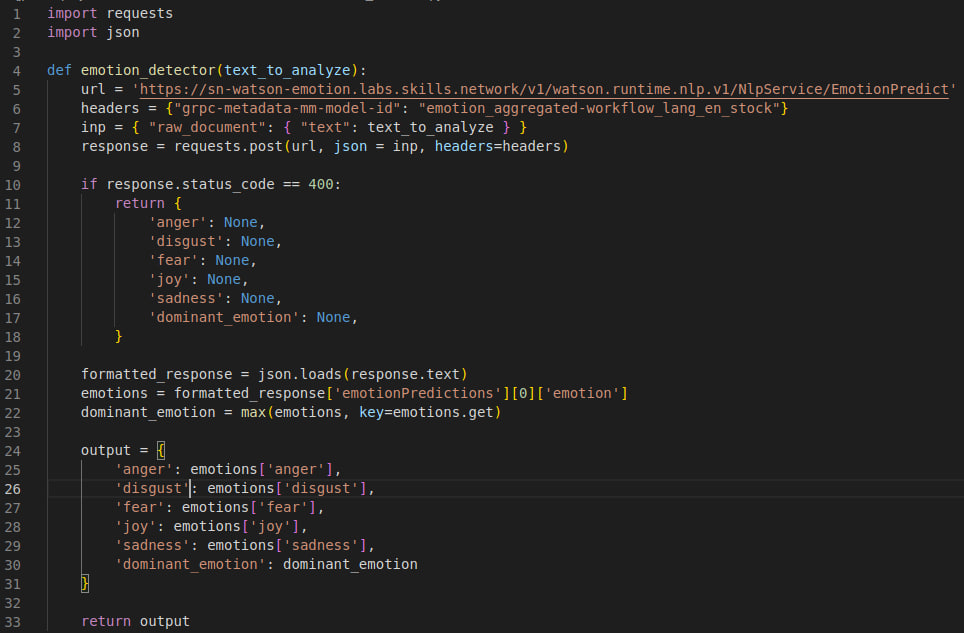 1 import requests
2 import json
3
4 def emotion_detector(text_to_analyze):
5     url = 'https://sn-watson-emotion.labs.skills.network/v1/watson.runtime.nlp.v1/NlpService/EmotionPredict'
6     headers = {"grpc-metadata-mm-model-id": "emotion_aggregated-workflow_lang_en_stock"}
7     inp = { "raw_document": { "text": text_to_analyze } }
8     response = requests.post(url, json = inp, headers=headers)
9
10     if response.status_code == 400:
11         return {
12             'anger': None,
13             'disgust': None,
14             'fear': None,
15             'joy': None,
16             'sadness': None,
17             'dominant_emotion': None,
18         }
19
20     formatted_response = json.loads(response.text)
21     emotions = formatted_response['emotionPredictions'][0]['emotion']
22     dominant_emotion = max(emotions, key=emotions.get)
23
24     output = {
25         'anger': emotions['anger'],
26         'disgust': emotions['disgust'],
27         'fear': emotions['fear'],
28         'joy': emotions['joy'],
29         'sadness': emotions['sadness'],
30         'dominant_emotion': dominant_emotion
31     }
32
33     return output